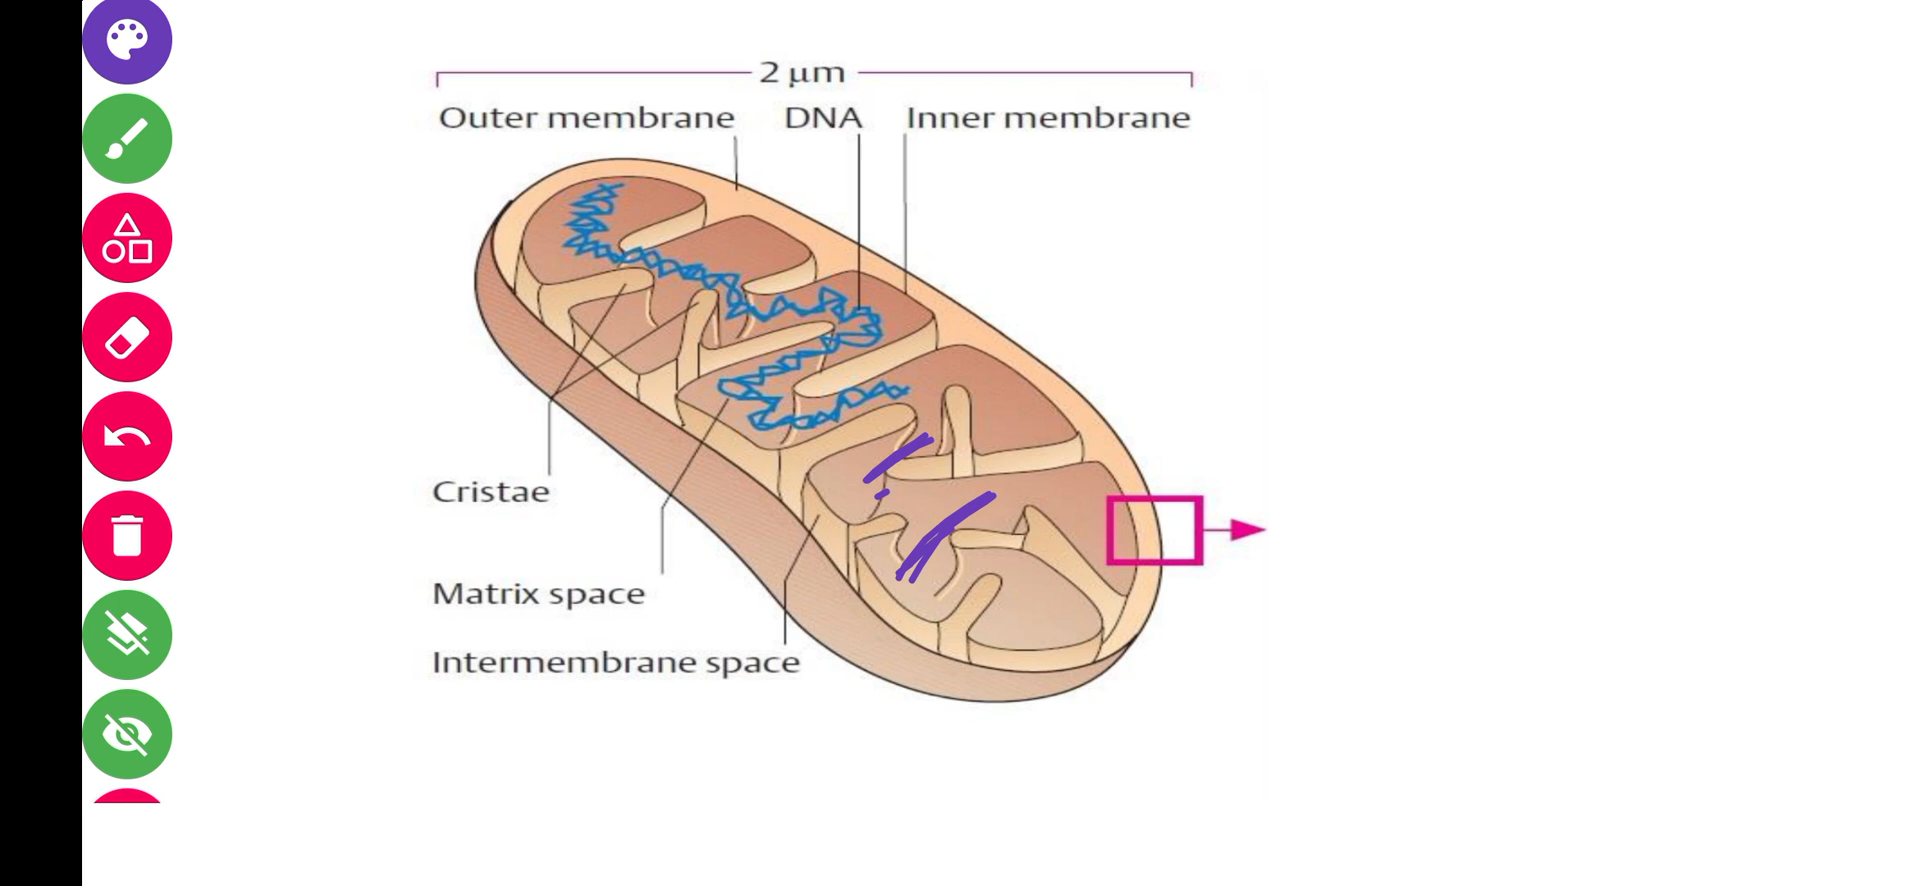 2 μm
Outer membrane DNA Inner membrane
Cristae
Matrix space
Intermembrane space